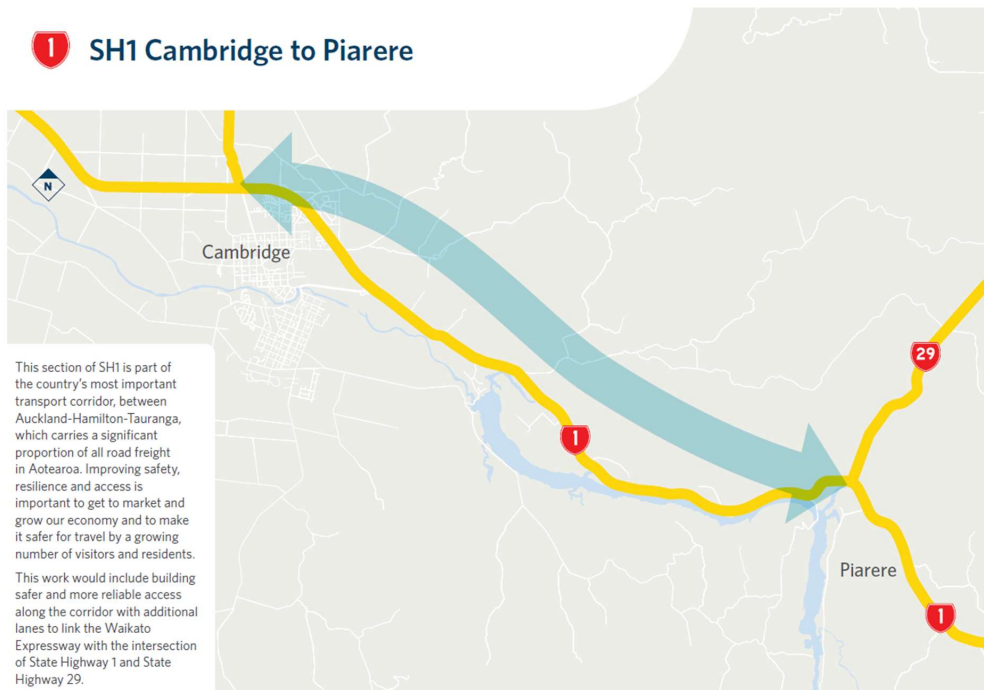 1
SH1 Cambridge to Piarere
N
Cambridge
29
1
Piarere
1
This section of SH1 is part of
the country's most important
transport corridor, between
Auckland-Hamilton-Tauranga,
which carries a significant
proportion of all road freight
in Aotearoa. Improving safety,
resilience and access is
important to get to market and
grow our economy and to make
it safer for travel by a growing
number of visitors and residents.
This work would include building
safer and more reliable access
along the corridor with additional
lanes to link the Waikato
Expressway with the intersection
of State Highway 1 and State
Highway 29.